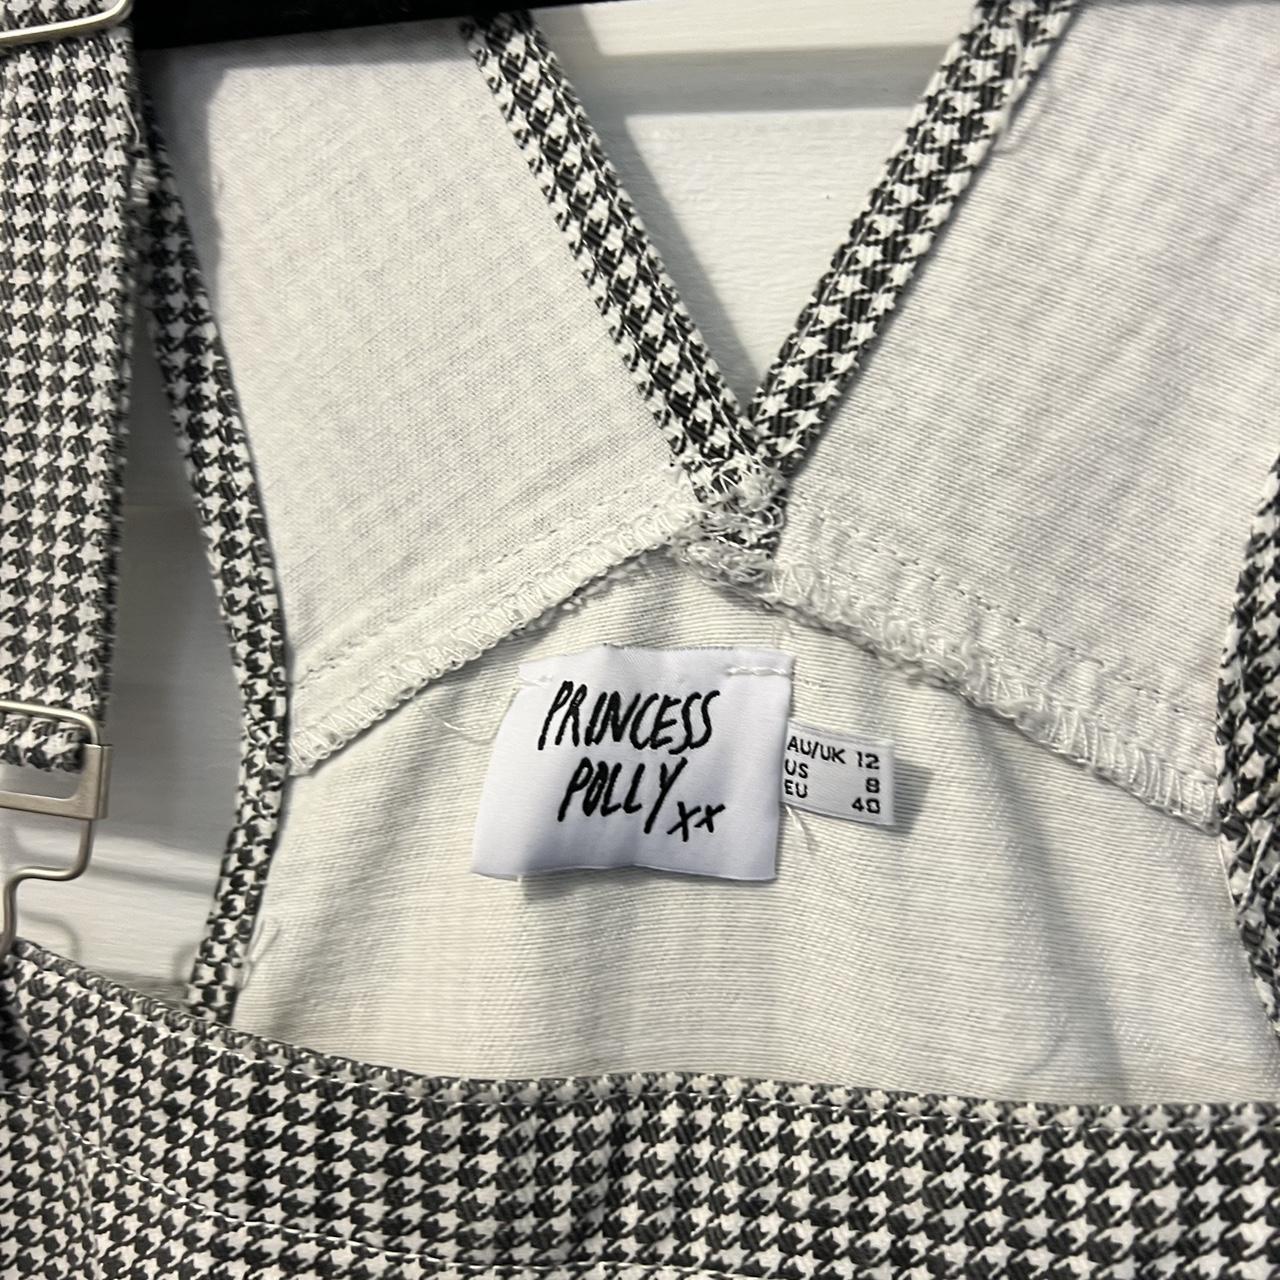 PRINCESS
POLLY xx
AU/UK 12
US 8
EU 40